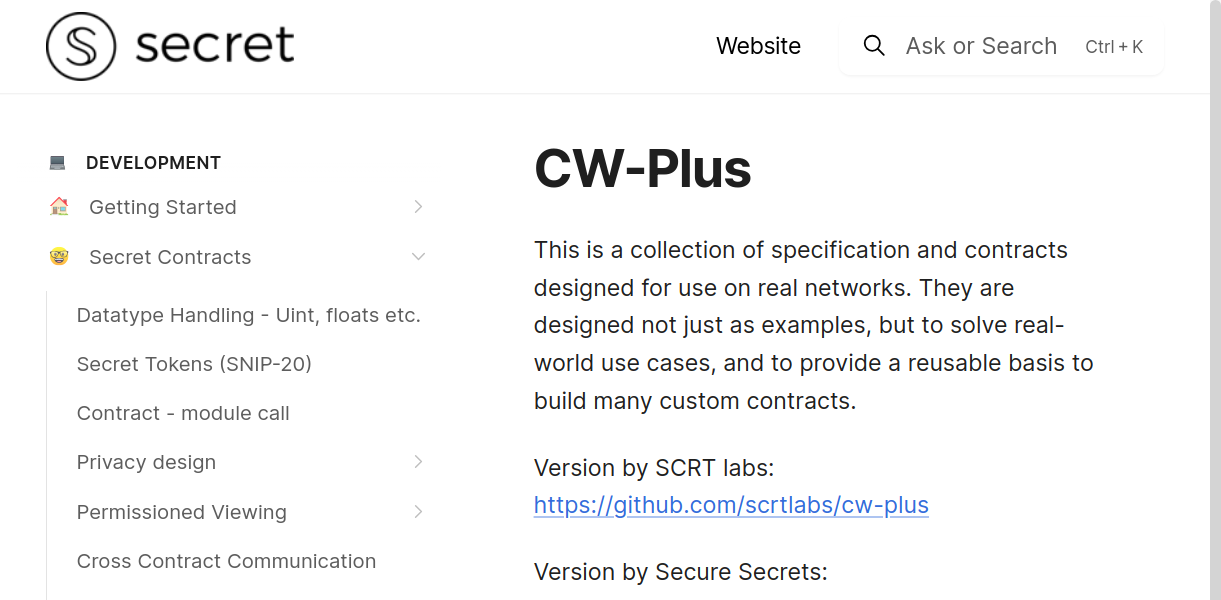 secret
Website
Ask or Search
Ctrl + K
DEVELOPMENT
Getting Started
Secret Contracts
Datatype Handling - Uint, floats etc.
Secret Tokens (SNIP-20)
Contract - module call
Privacy design
Permissioned Viewing
Cross Contract Communication
CW-Plus
This is a collection of specification and contracts
designed for use on real networks. They are
designed not just as examples, but to solve real-
world use cases, and to provide a reusable basis to
build many custom contracts.
Version by SCRT labs:
https://github.com/scrtlabs/cw-plus
Version by Secure Secrets: